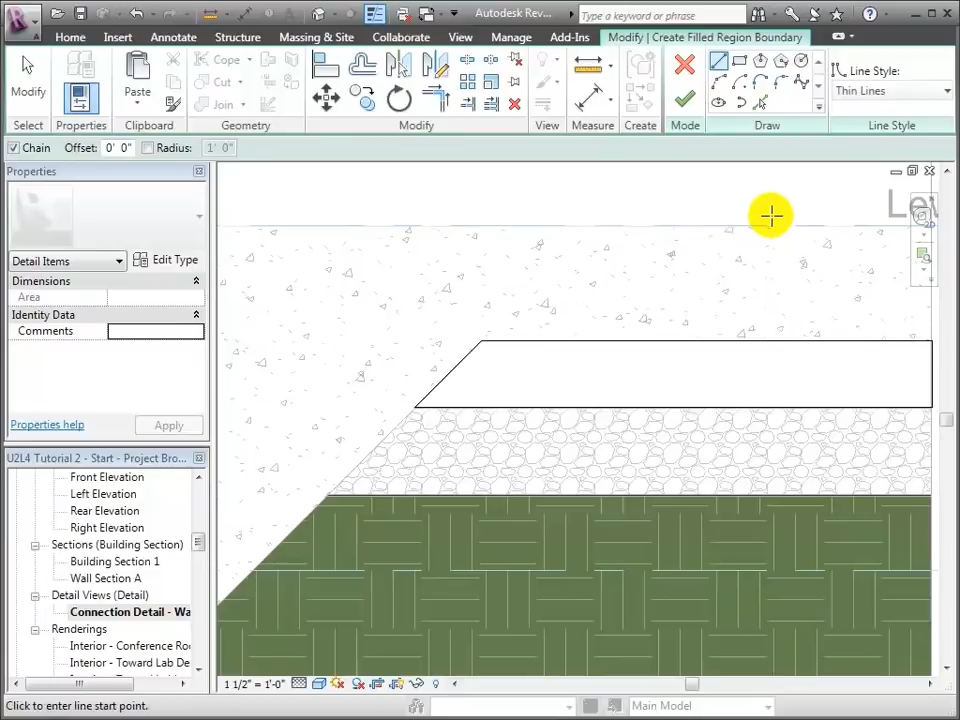 Autodesk Rev...
Type a keyword or phrase
Home Insert Annotate Structure Massing & Site Collaborate View Manage Add-Ins Modify | Create Filled Region Boundary
Cope
Line Style:
Modify Paste Cut Thin Lines
Join
Select Properties Clipboard Geometry Modify View Measure Create Mode Draw Line Style
Chain Offset: 0' 0" Radius: 1' 0"
Properties
Detail Items Edit Type
Dimensions
Area
Identity Data
Comments
Properties help Apply
U2L4 Tutorial 2 - Start - Project Bro...
Front Elevation
Left Elevation
Rear Elevation
Right Elevation
Sections (Building Section)
Building Section 1
Wall Section A
Detail Views (Detail)
Connection Detail - Wa
Renderings
Interior - Conference Ro
Interior - Toward Lab De
2D
1 1/2" = 1'-0"
Click to enter line start point.
Main Model